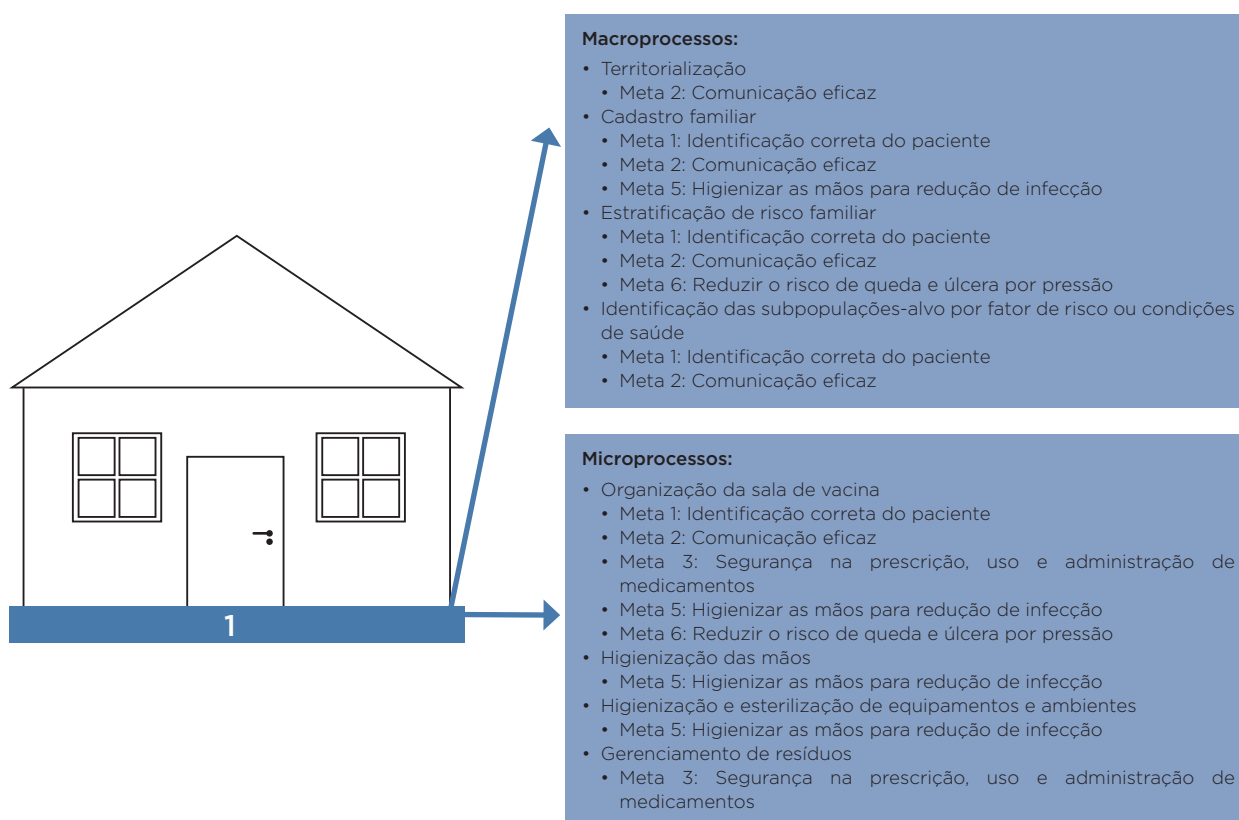 Macroprocessos:
• Territorialização
• Meta 2: Comunicação eficaz
• Cadastro familiar
• Meta 1: Identificação correta do paciente
• Meta 2: Comunicação eficaz
• Meta 5: Higienizar as mãos para redução de infecção
• Estratificação de risco familiar
• Meta 1: Identificação correta do paciente
• Meta 2: Comunicação eficaz
• Meta 6: Reduzir o risco de queda e úlcera por pressão
• Identificação das subpopulações-alvo por fator de risco ou condições
de saúde
• Meta 1: Identificação correta do paciente
• Meta 2: Comunicação eficaz
Microprocessos:
• Organização da sala de vacina
• Meta 1: Identificação correta do paciente
• Meta 2: Comunicação eficaz
• Meta 3: Segurança na prescrição, uso e administração de
medicamentos
• Meta 5: Higienizar as mãos para redução de infecção
• Meta 6: Reduzir o risco de queda e úlcera por pressão
• Higienização das mãos
• Meta 5: Higienizar as mãos para redução de infecção
• Higienização e esterilização de equipamentos e ambientes
• Meta 5: Higienizar as mãos para redução de infecção
• Gerenciamento de resíduos
• Meta 3: Segurança na prescrição, uso e administração de
medicamentos
1